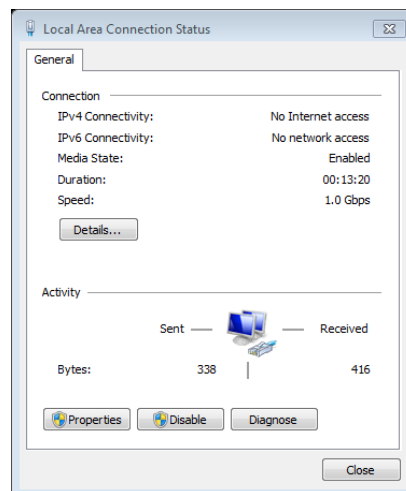 Local Area Connection Status
General
Connection
IPv4 Connectivity: No Internet access
IPv6 Connectivity: No network access
Media State: Enabled
Duration: 00:13:20
Speed: 1.0 Gbps
Details...
Activity
Sent Received
Bytes: 338 416
Properties Disable Diagnose
Close